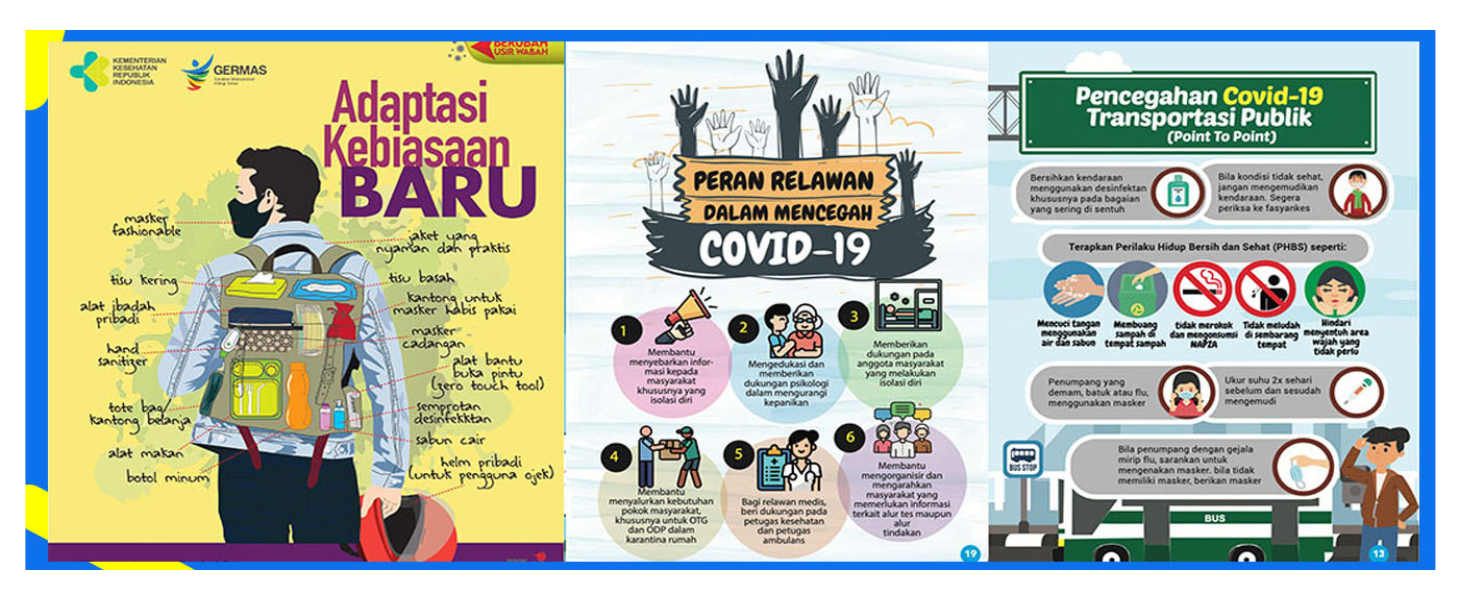 KEMENTERIAN
KESEHATAN
REPUBLIK
INDONESIA
GERMAS
BERUBAH
USIR WABAH
Adaptasi
Kebiasaan
BARU
masker
fashionable
jaket yang
nyaman dan praktis
tisu kering
tisu basah
alat ibadah
pribadi
kantong untuk
masker habis pakai
masker
cadangan
hand
sanitizer
alat bantu
buka pintu
(zero touch tool)
tote bag
kantong belanja
semprotan
desinfekktan
sabun cair
alat makan
botol minum
helm pribadi
(untuk pengguna ojek)
PERAN RELAWAN
DALAM MENCEGAH
COVID-19
1
Membantu
menyebarkan infor-
masi kepada
masyarakat
khususnya yang
isolasi diri
2
Mengedukasi dan
memberikan
dukungan psikologi
dalam mengurangi
kepanikan
3
Memberikan
dukungan pada
anggota masyarakat
yang melakukan
isolasi diri
4
Membantu
menyalurkan kebutuhan
pokok masyarakat,
khususnya untuk OTG
dan ODP dalam
karantina rumah
5
Bagi relawan medis,
beri dukungan pada
petugas kesehatan
dan petugas
ambulans
6
Membantu
mengorganisir dan
mengarahkan
masyarakat yang
memerlukan informasi
terkait alur tes maupun
alur
tindakan
19
Pencegahan Covid-19
Transportasi Publik
(Point To Point)
Bersihkan kendaraan
menggunakan desinfektan
khususnya pada bagaian
yang sering di sentuh
Bila kondisi tidak sehat,
jangan mengemudikan
kendaraan. Segera
periksa ke fasyankes
Terapkan Perilaku Hidup Bersih dan Sehat (PHBS) seperti:
Mencuci tangan
menggunakan
air dan sabun
Membuang
sampah di
tempat sampah
tidak merokok
dan mengonsumsi
NAPZA
Tidak meludah
di sembarang
tempat
Hindari
menyentuh area
wajah yang
tidak perlu
Penumpang yang
demam, batuk atau flu,
menggunakan masker
Ukur suhu 2x sehari
sebelum dan sesudah
mengemudi
BUS STOP
Bila penumpang dengan gejala
mirip flu, sarankan untuk
mengenakan masker. bila tidak
memiliki masker, berikan masker
BUS
13